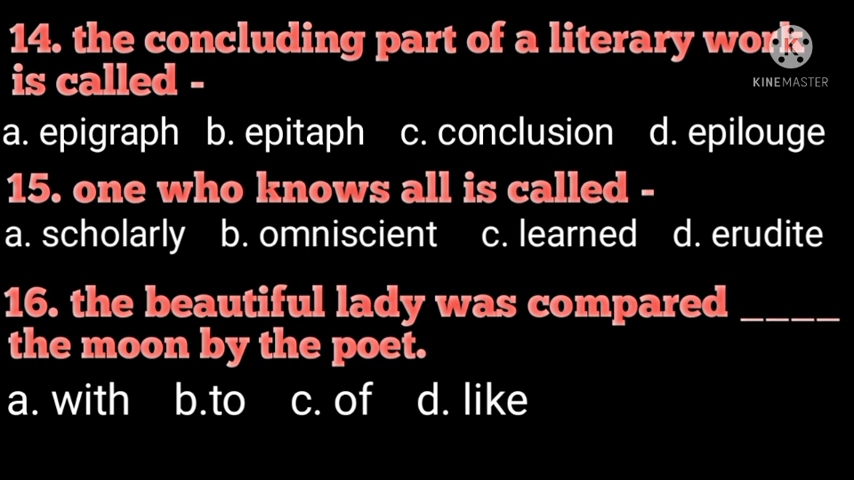 14. the concluding part of a literary work
is called -
KINEMASTER
a. epigraph b. epitaph c. conclusion d. epilouge
15. one who knows all is called -
a. scholarly b. omniscient c. learned d. erudite
16. the beautiful lady was compared ____
the moon by the poet.
a. with b.to c. of d. like